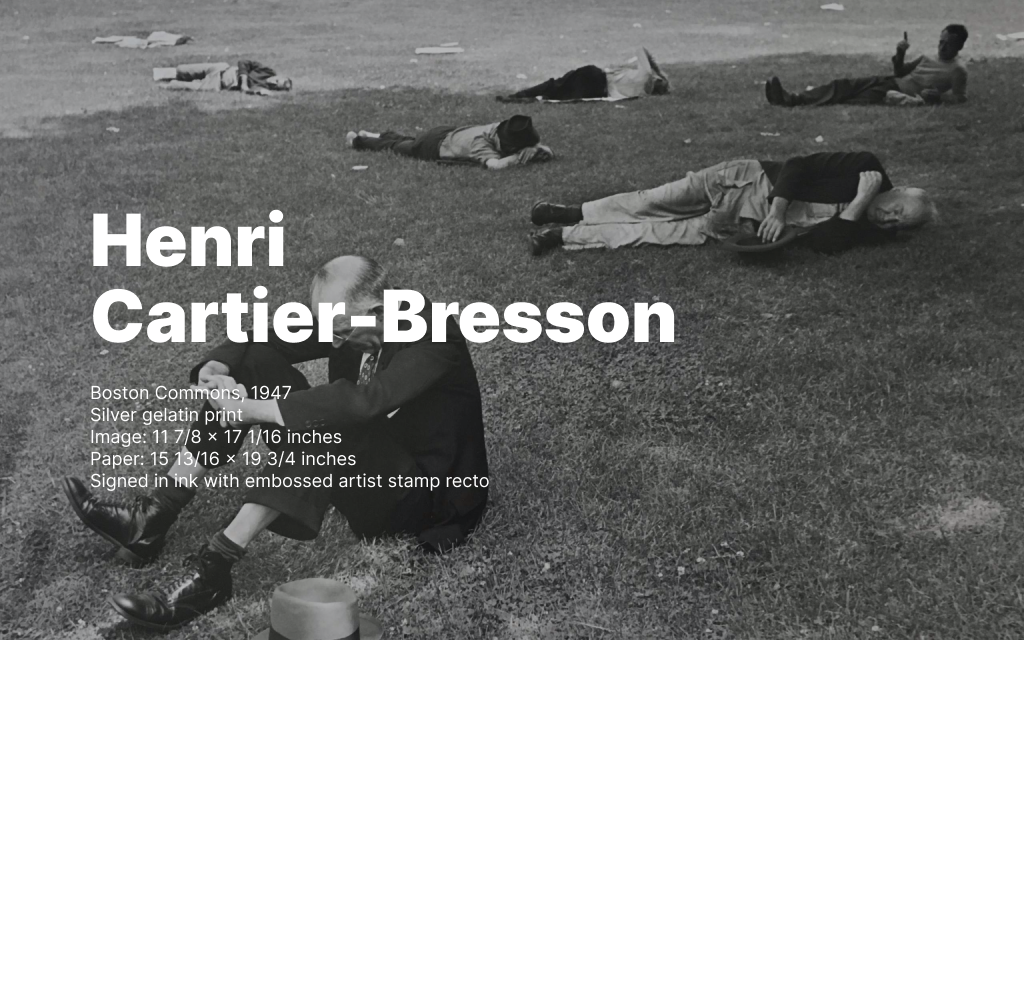 Henri
Cartier-Bresson
Boston Commons, 1947
Silver gelatin print
Image: 11 7/8 × 17 1/16 inches
Paper: 15 13/16 × 19 3/4 inches
Signed in ink with embossed artist stamp recto